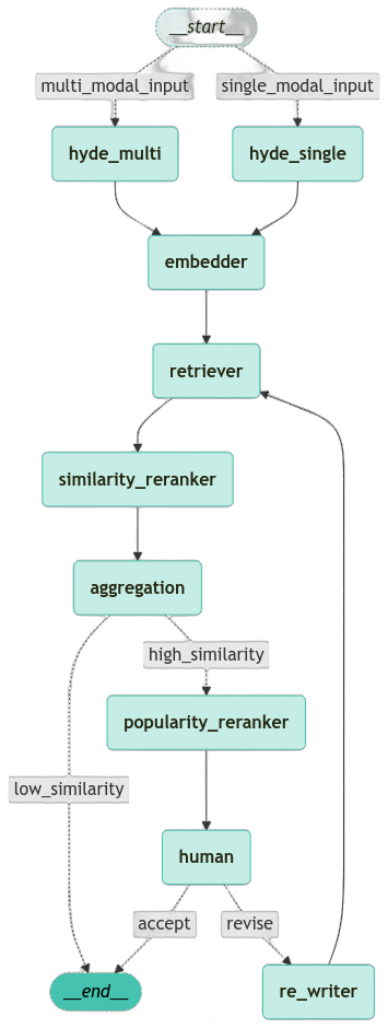 __start__
multi_modal_input
single_modal_input
hyde_multi
hyde_single
embedder
retriever
similarity_reranker
aggregation
high_similarity
popularity_reranker
low_similarity
human
accept
revise
__end__
re_writer